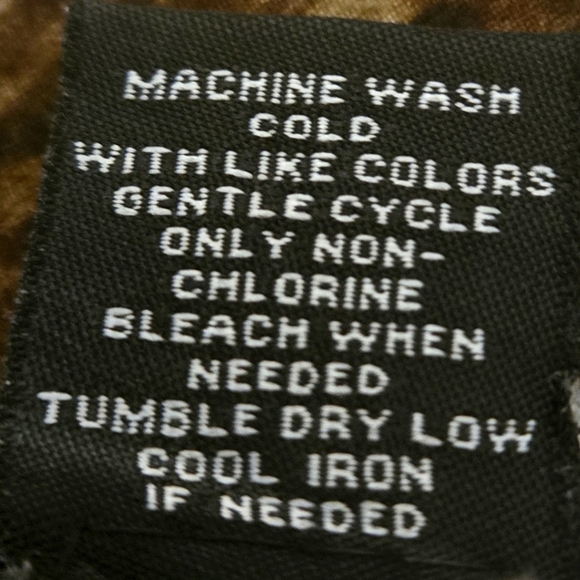 MACHINE WASH
COLD
WITH LIKE COLORS
GENTLE CYCLE
ONLY NON-
CHLORINE
BLEACH WHEN
NEEDED
TUMBLE DRY LOW
COOL IRON
IF NEEDED